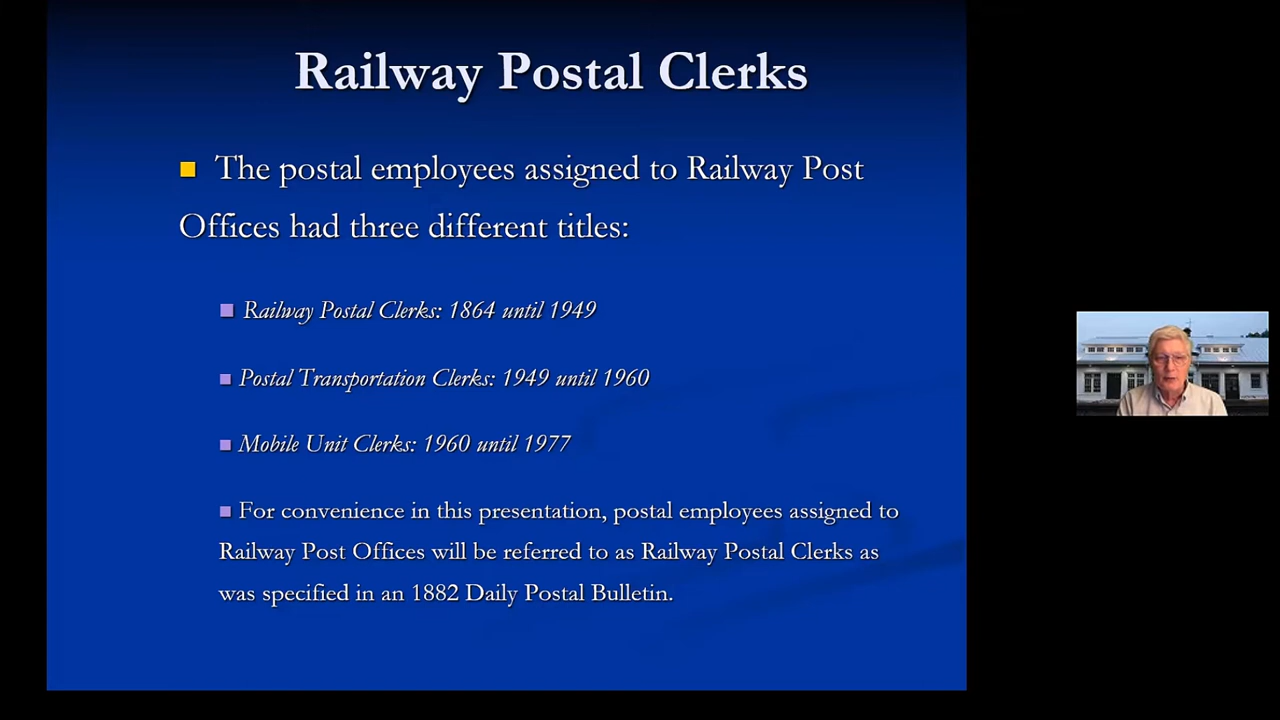 Railway Postal Clerks
The postal employees assigned to Railway Post
Offices had three different titles:
Railway Postal Clerks: 1864 until 1949
Postal Transportation Clerks: 1949 until 1960
Mobile Unit Clerks: 1960 until 1977
For convenience in this presentation, postal employees assigned to
Railway Post Offices will be referred to as Railway Postal Clerks as
was specified in an 1882 Daily Postal Bulletin.